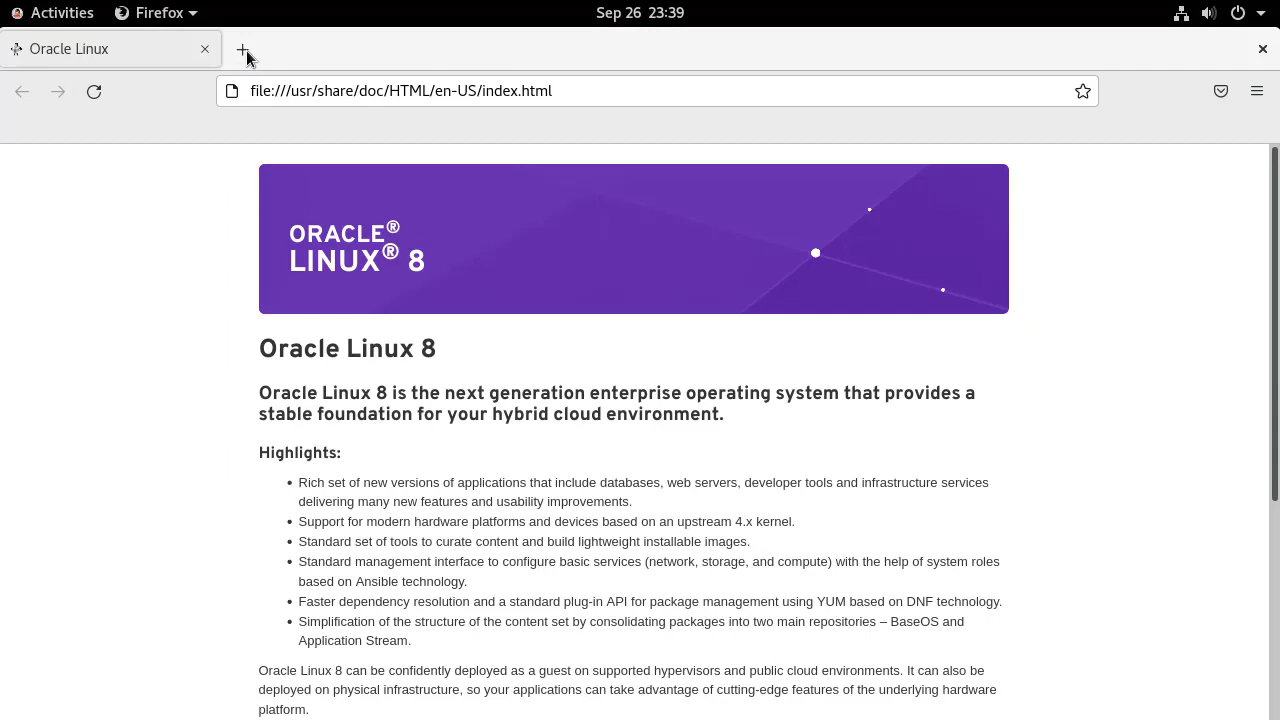 Activities
Firefox
Sep 26 23:39
Oracle Linux
file:///usr/share/doc/HTML/en-US/index.html
ORACLE®
LINUX® 8
Oracle Linux 8
Oracle Linux 8 is the next generation enterprise operating system that provides a
stable foundation for your hybrid cloud environment.
Highlights:
• Rich set of new versions of applications that include databases, web servers, developer tools and infrastructure services
delivering many new features and usability improvements.
• Support for modern hardware platforms and devices based on an upstream 4.x kernel.
• Standard set of tools to curate content and build lightweight installable images.
• Standard management interface to configure basic services (network, storage, and compute) with the help of system roles
based on Ansible technology.
• Faster dependency resolution and a standard plug-in API for package management using YUM based on DNF technology.
• Simplification of the structure of the content set by consolidating packages into two main repositories – BaseOS and
Application Stream.
Oracle Linux 8 can be confidently deployed as a guest on supported hypervisors and public cloud environments. It can also be
deployed on physical infrastructure, so your applications can take advantage of cutting-edge features of the underlying hardware
platform.